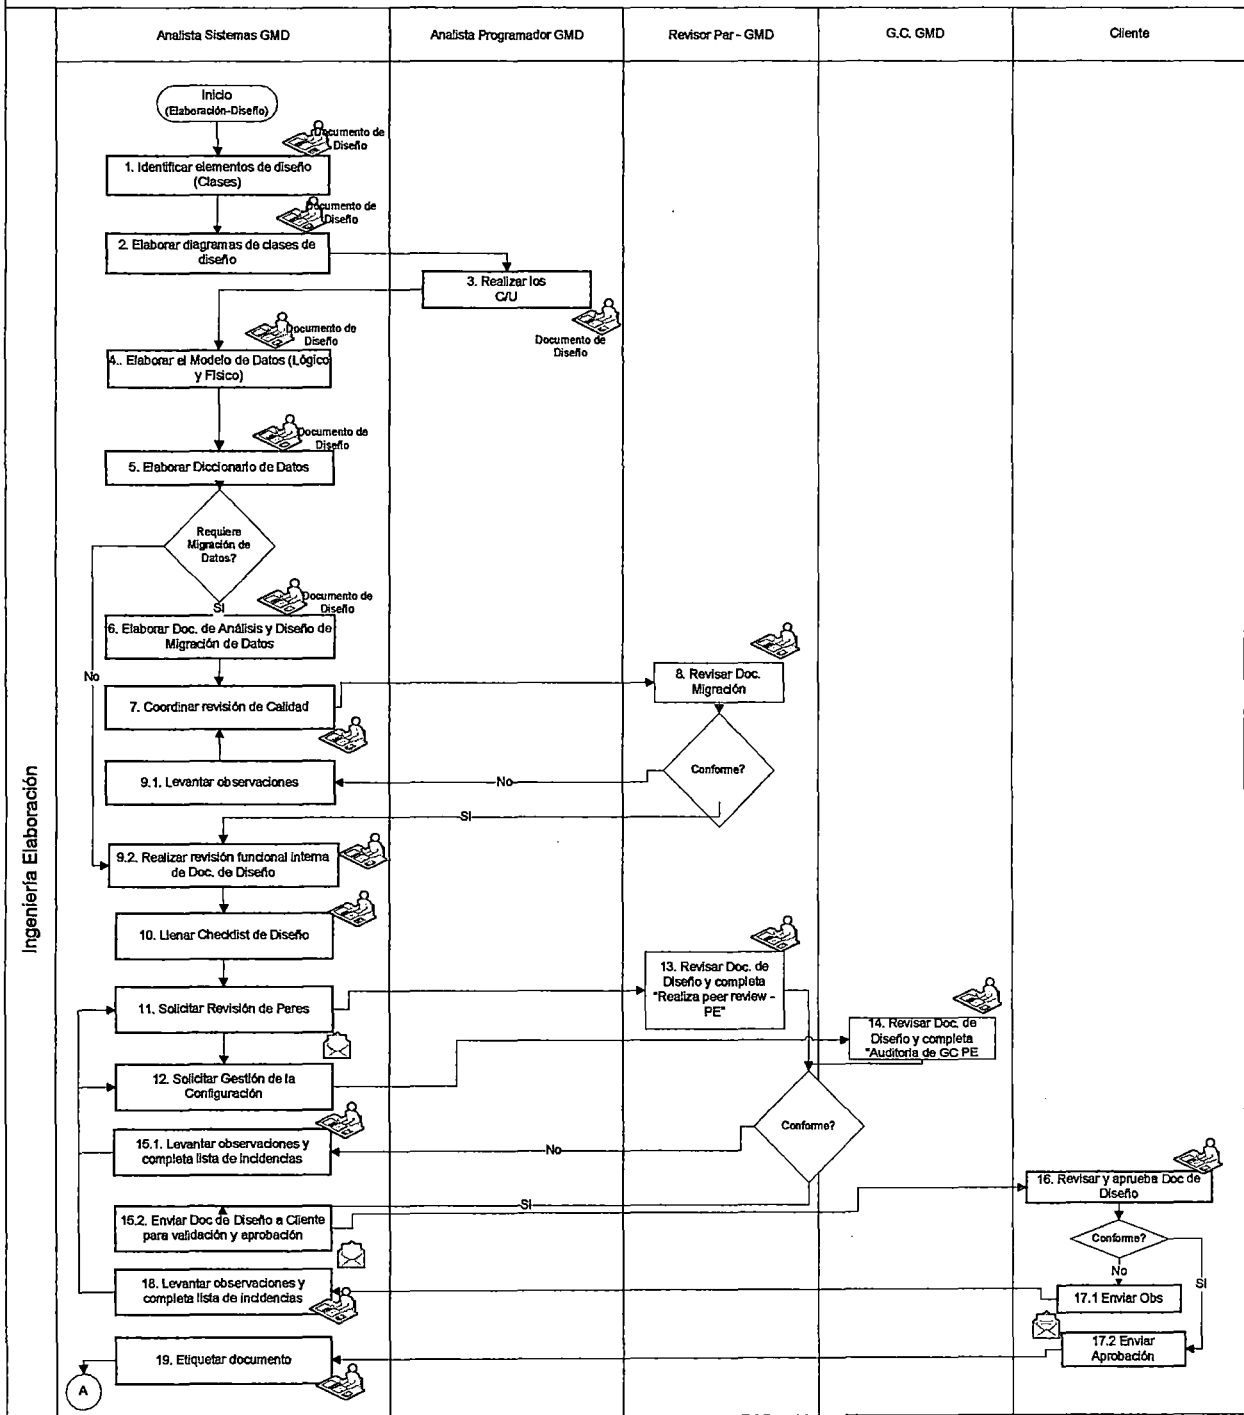 Analista Sistemas GMD
Analista Programador GMD
Revisor Par - GMD
G.C. GMD
Cliente
Ingeniería Elaboración
Inicio
(Elaboración-Diseño)
Documento de
Diseño
1. Identificar elementos de diseño
(Clases)
Documento de
Diseño
2. Elaborar diagramas de clases de
diseño
3. Realizar los
C/U
Documento de
Diseño
Documento de
Diseño
4.. Elaborar el Modelo de Datos (Lógico
y Físico)
Documento de
Diseño
5. Elaborar Diccionario de Datos
Requiere
Migración de
Datos?
SI
No
Documento de
Diseño
6. Elaborar Doc. de Análisis y Diseño de
Migración de Datos
7. Coordinar revisión de Calidad
8. Revisar Doc.
Migración
Conforme?
No
9.1. Levantar observaciones
SI
9.2. Realizar revisión funcional interna
de Doc. de Diseño
10. Llenar Checklist de Diseño
11. Solicitar Revisión de Peres
13. Revisar Doc. de
Diseño y completa
"Realiza peer review -
PE"
14. Revisar Doc. de
Diseño y completa
"Auditoria de GC PE
12. Solicitar Gestión de la
Configuración
Conforme?
No
15.1. Levantar observaciones y
completa lista de incidencias
16. Revisar y aprueba Doc de
Diseño
SI
15.2. Enviar Doc de Diseño a Cliente
para validación y aprobación
Conforme?
No
SI
18. Levantar observaciones y
completa lista de incidencias
17.1 Enviar Obs
17.2 Enviar
Aprobación
19. Etiquetar documento
A